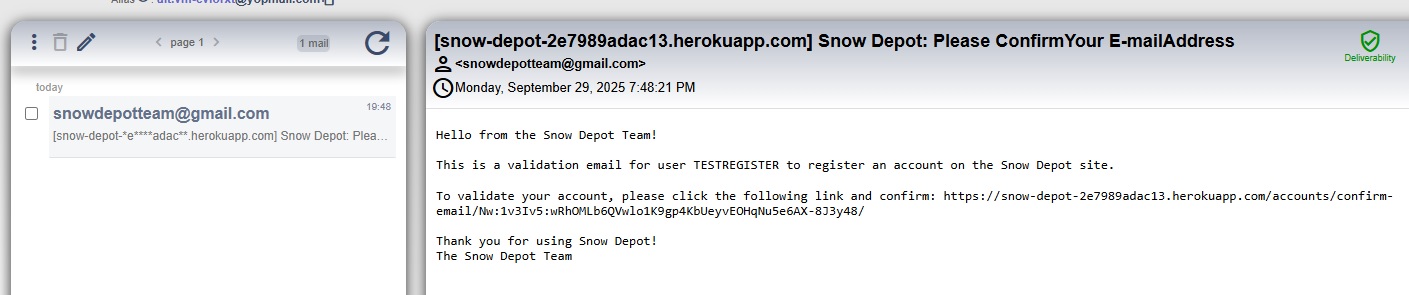 page 1
1 mail
today
snowdepotteam@gmail.com
19:48
[snow-depot-*e****adac**.herokuapp.com] Snow Depot: Plea...
[snow-depot-2e7989adac13.herokuapp.com] Snow Depot: Please ConfirmYour E-mailAddress
<snowdepotteam@gmail.com>
Monday, September 29, 2025 7:48:21 PM
Deliverability
Hello from the Snow Depot Team!
This is a validation email for user TESTREGISTER to register an account on the Snow Depot site.
To validate your account, please click the following link and confirm: https://snow-depot-2e7989adac13.herokuapp.com/accounts/confirm-
email/Nw:1v3Iv5:wRhOMLb6QVwlo1K9gp4KbUeyvEOHqNu5e6AX-8J3y48/
Thank you for using Snow Depot!
The Snow Depot Team